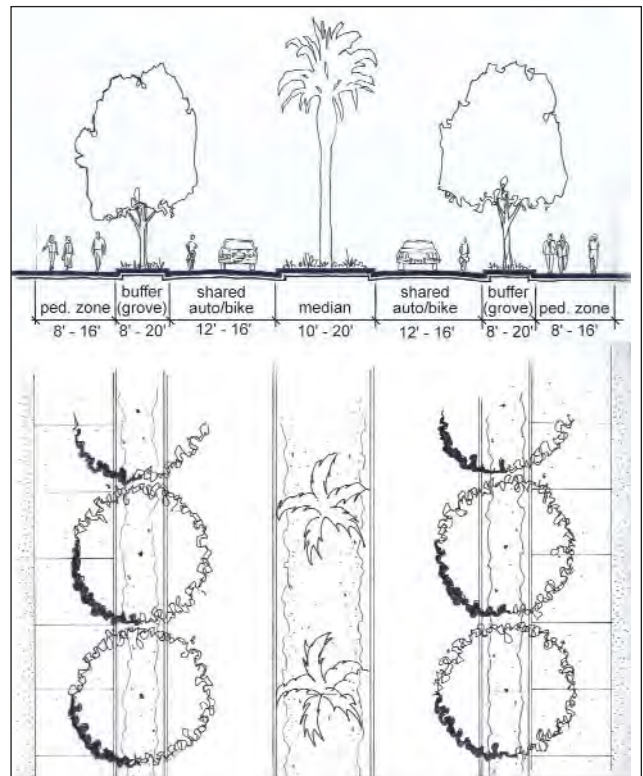 ped. zone
8' - 16'
buffer
(grove)
8' - 20'
shared
auto/bike
12' - 16'
median
10' - 20'
shared
auto/bike
12' - 16'
buffer
(grove)
8' - 20'
ped. zone
8' - 16'